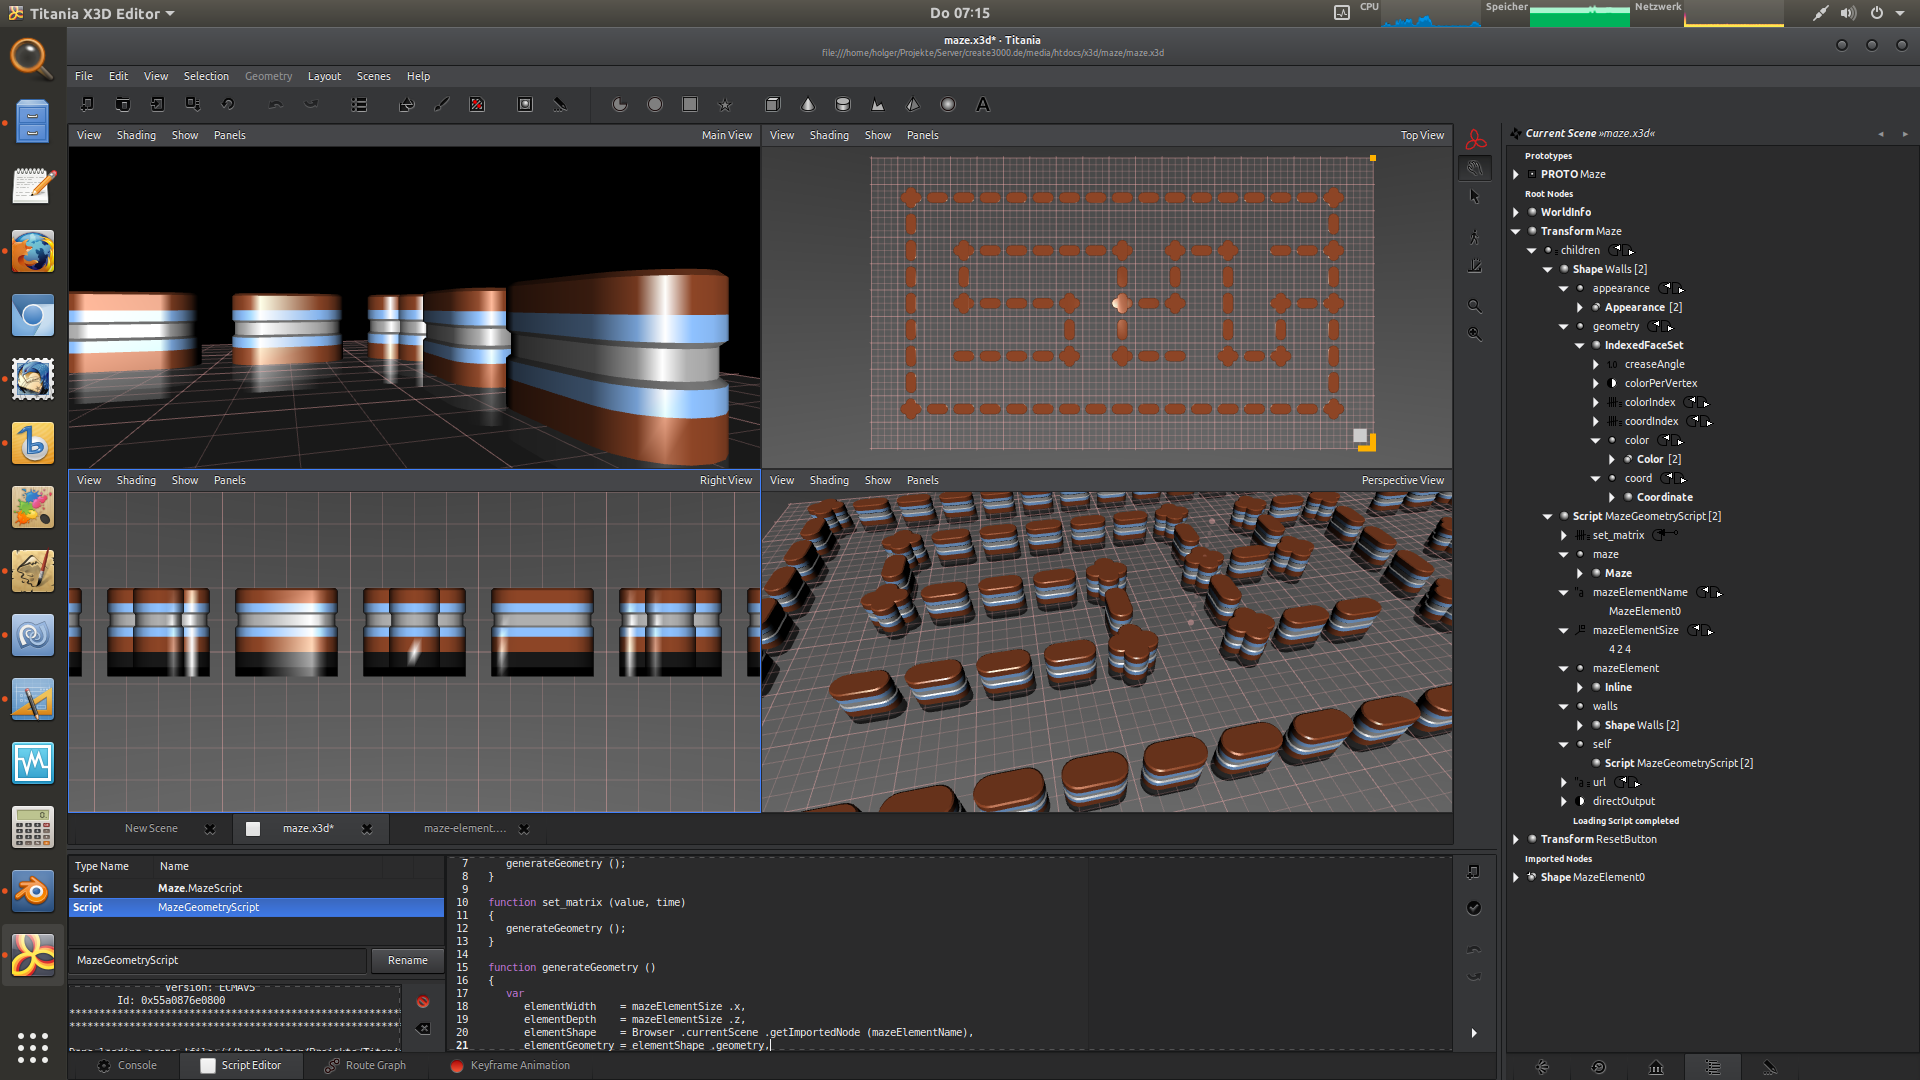 Titania X3D Editor
Do 07:15
CPU
Speicher
Netzwerk
maze.x3d* - Titania
file:///home/holger/Projekte/Server/create3000.de/media/htdocs/x3d/maze/maze.x3d
File Edit View Selection Geometry Layout Scenes Help
View Shading Show Panels Main View
View Shading Show Panels Top View
View Shading Show Panels Right View
View Shading Show Panels Perspective View
New Scene
maze.x3d*
maze-element....
Type Name Name
Script Maze.MazeScript
Script MazeGeometryScript
MazeGeometryScript
Rename
Version: ECMAV5
Id: 0x55a0876e0800
7 generateGeometry ();
8 }
9
10 function set_matrix (value, time)
11 {
12 generateGeometry ();
13 }
14
15 function generateGeometry ()
16 {
17 var
18 elementWidth = mazeElementSize .x,
19 elementDepth = mazeElementSize .z,
20 elementShape = Browser .currentScene .getImportedNode (mazeElementName),
21 elementGeometry = elementShape .geometry,
Console
Script Editor
Route Graph
Keyframe Animation
Current Scene »maze.x3d«
Prototypes
PROTO Maze
Root Nodes
WorldInfo
Transform Maze
children
Shape Walls [2]
appearance
Appearance [2]
geometry
IndexedFaceSet
1.0 creaseAngle
colorPerVertex
colorIndex
coordIndex
color
Color [2]
coord
Coordinate
Script MazeGeometryScript [2]
set_matrix
maze
Maze
mazeElementName
MazeElement0
mazeElementSize
4 2 4
mazeElement
Inline
walls
Shape Walls [2]
self
Script MazeGeometryScript [2]
url
directOutput
Loading Script completed
Transform ResetButton
Imported Nodes
Shape MazeElement0